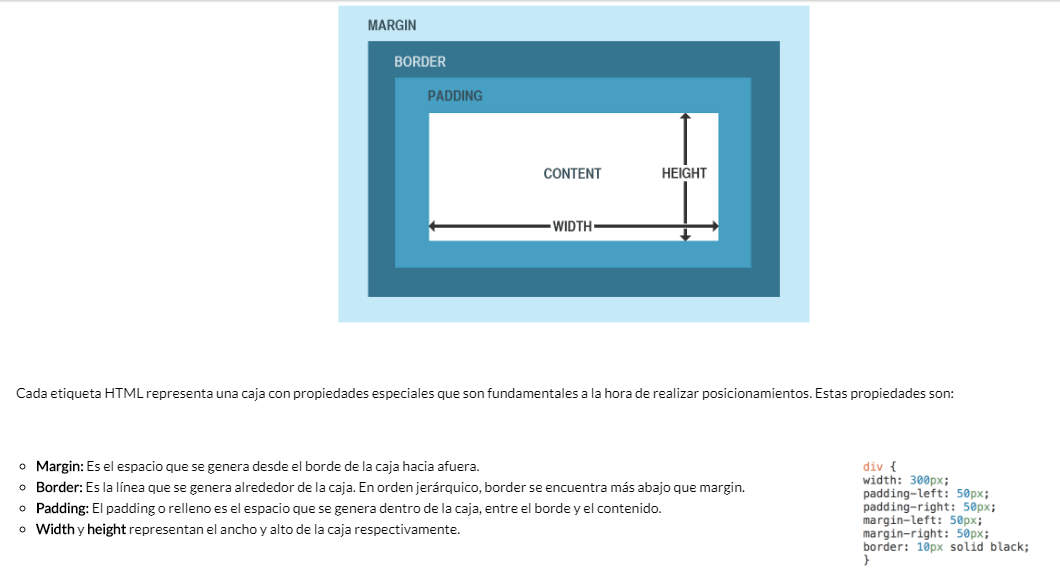 MARGIN
BORDER
PADDING
CONTENT
HEIGHT
WIDTH
Cada etiqueta HTML representa una caja con propiedades especiales que son fundamentales a la hora de realizar posicionamientos. Estas propiedades son:
Margin: Es el espacio que se genera desde el borde de la caja hacia afuera.
Border: Es la línea que se genera alrededor de la caja. En orden jerárquico, border se encuentra más abajo que margin.
Padding: El padding o relleno es el espacio que se genera dentro de la caja, entre el borde y el contenido.
Width y height representan el ancho y alto de la caja respectivamente.
div {
width: 300px;
padding-left: 50px;
padding-right: 50px;
margin-left: 50px;
margin-right: 50px;
border: 10px solid black;
}